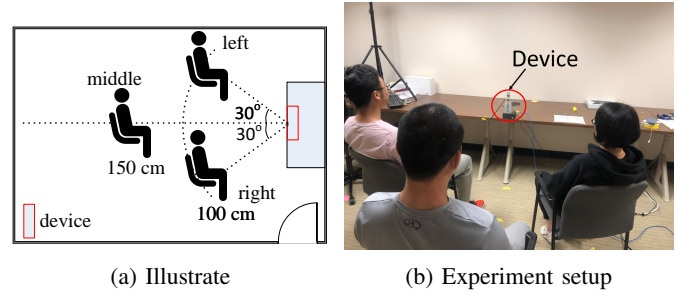 left
middle
30°
30°
150 cm
right
100 cm
device
Device
(a) Illustrate
(b) Experiment setup